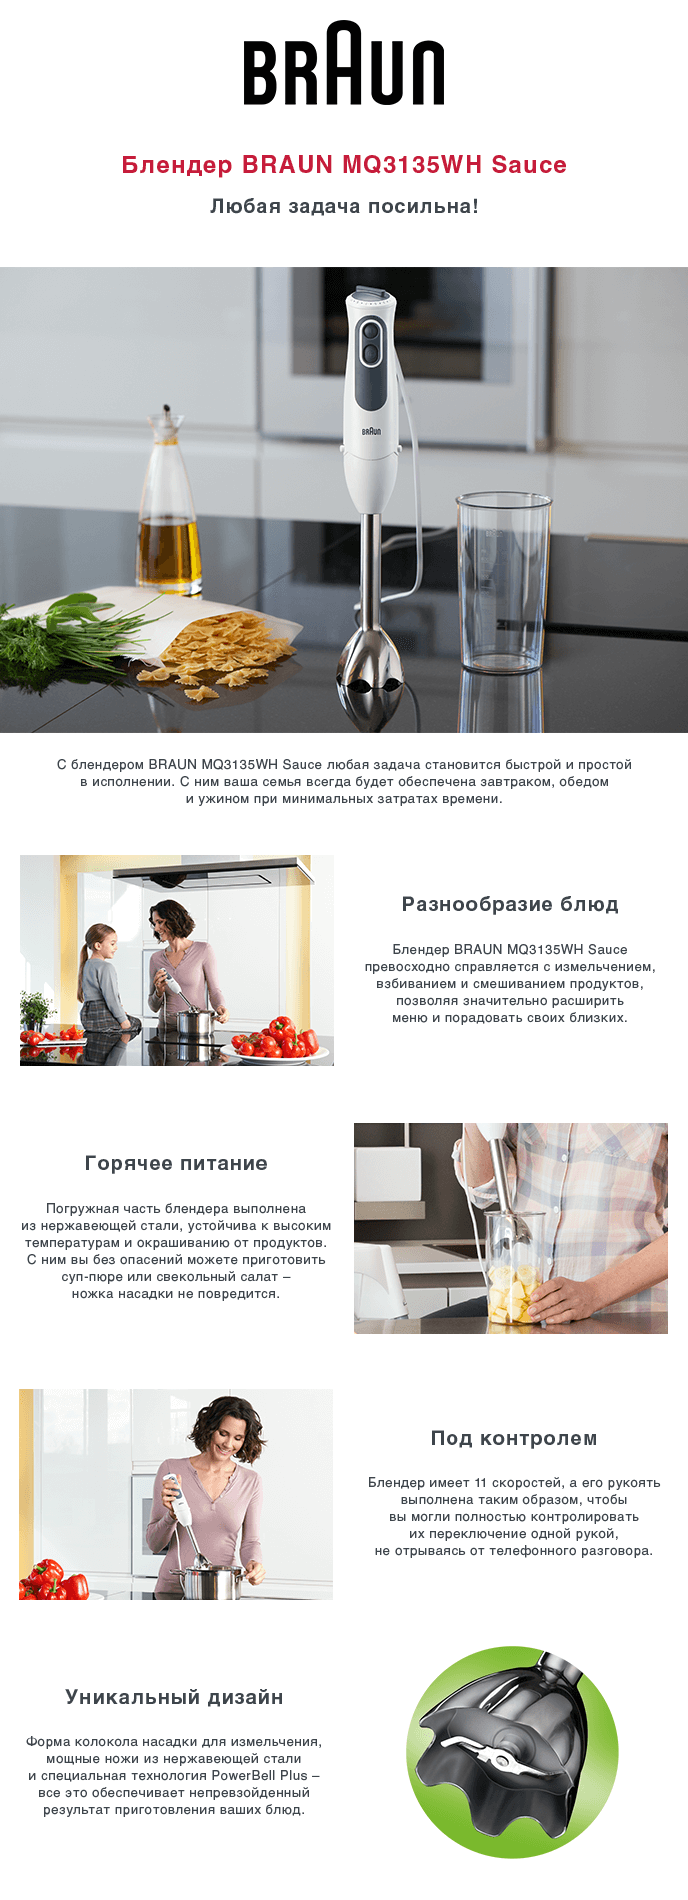 BRAUN
Блендер BRAUN MQ3135WH Sauce
Любая задача посильна!
BRAUN
BRAUN
С блендером BRAUN MQ3135WH Sauce любая задача становится быстрой и простой
в исполнении. С ним ваша семья всегда будет обеспечена завтраком, обедом
и ужином при минимальных затратах времени.
Разнообразие блюд
Блендер BRAUN MQ3135WH Sauce
превосходно справляется с измельчением,
взбиванием и смешиванием продуктов,
позволяя значительно расширить
меню и порадовать своих близких.
Горячее питание
Погружная часть блендера выполнена
из нержавеющей стали, устойчива к высоким
температурам и окрашиванию от продуктов.
С ним вы без опасений можете приготовить
суп-пюре или свекольный салат –
ножка насадки не повредится.
Под контролем
Блендер имеет 11 скоростей, а его рукоять
выполнена таким образом, чтобы
вы могли полностью контролировать
их переключение одной рукой,
не отрываясь от телефонного разговора.
Уникальный дизайн
Форма колокола насадки для измельчения,
мощные ножи из нержавеющей стали
и специальная технология PowerBell Plus –
все это обеспечивает непревзойденный
результат приготовления ваших блюд.